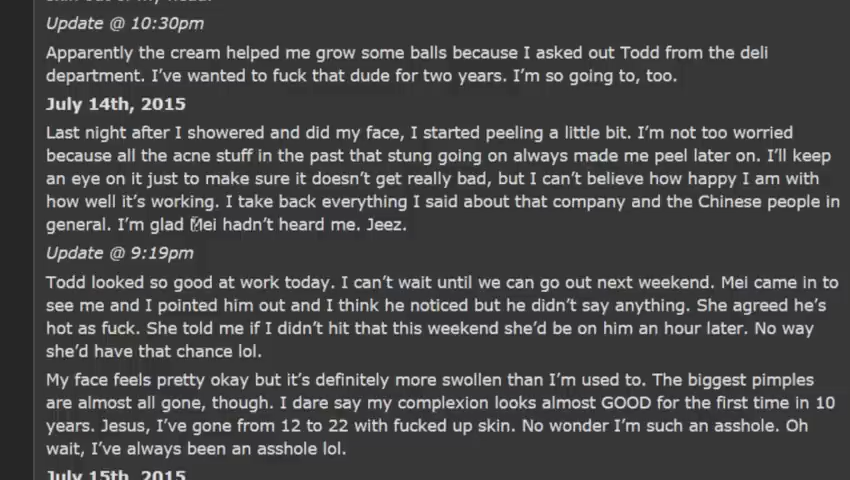 Update @ 10:30pm
Apparently the cream helped me grow some balls because I asked out Todd from the deli
department. I’ve wanted to fuck that dude for two years. I’m so going to, too.
July 14th, 2015
Last night after I showered and did my face, I started peeling a little bit. I’m not too worried
because all the acne stuff in the past that stung going on always made me peel later on. I’ll keep
an eye on it just to make sure it doesn’t get really bad, but I can’t believe how happy I am with
how well it’s working. I take back everything I said about that company and the Chinese people in
general. I’m glad Mei hadn’t heard me. Jeez.
Update @ 9:19pm
Todd looked so good at work today. I can’t wait until we can go out next weekend. Mei came in to
see me and I pointed him out and I think he noticed but he didn’t say anything. She agreed he’s
hot as fuck. She told me if I didn’t hit that this weekend she’d be on him an hour later. No way
she’d have that chance lol.
My face feels pretty okay but it’s definitely more swollen than I’m used to. The biggest pimples
are almost all gone, though. I dare say my complexion looks almost GOOD for the first time in 10
years. Jesus, I’ve gone from 12 to 22 with fucked up skin. No wonder I’m such an asshole. Oh
wait, I’ve always been an asshole lol.
July 15th, 2015